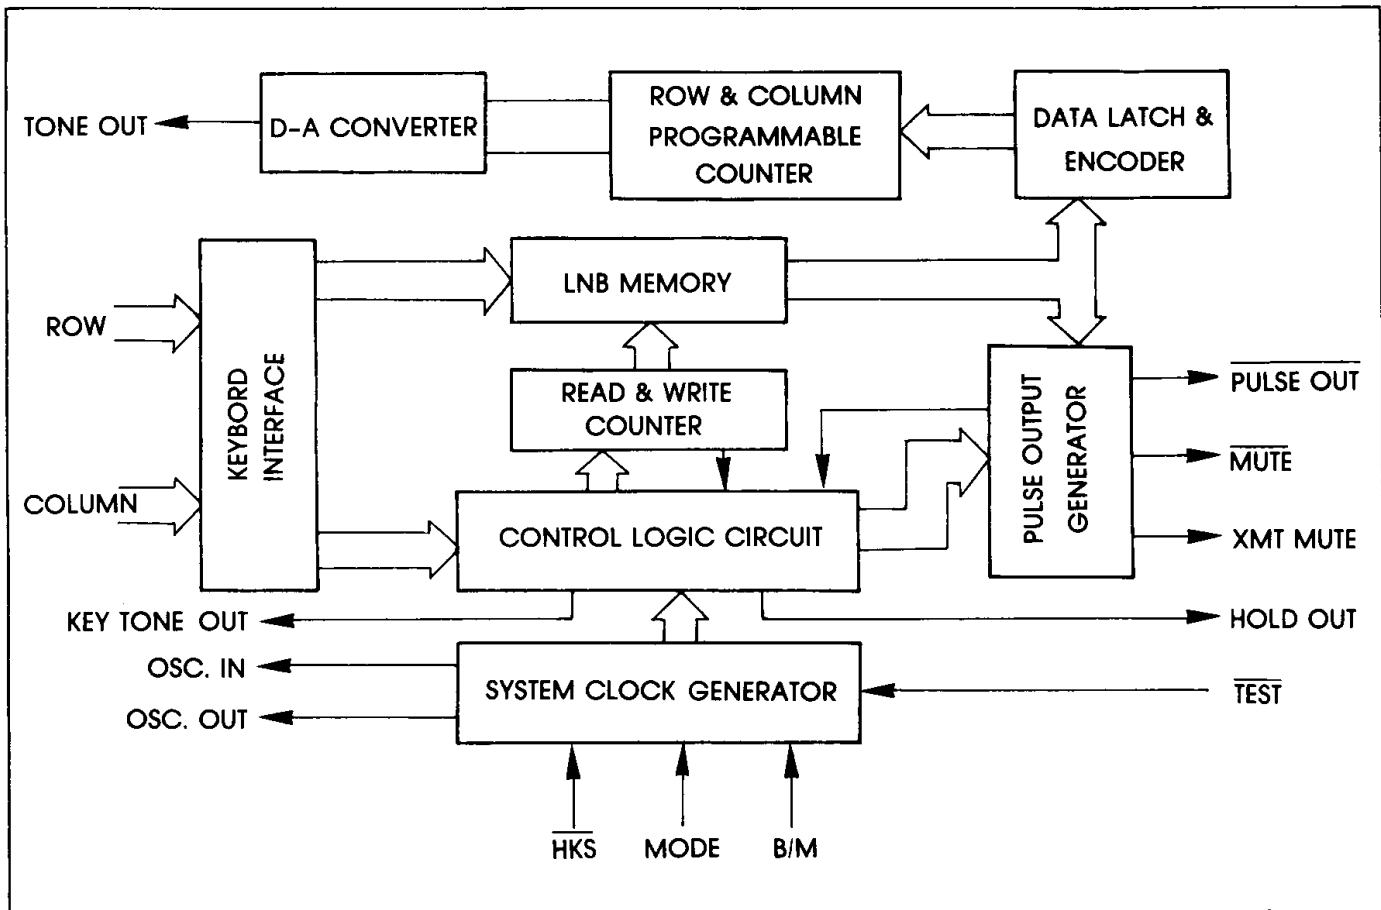 TONE OUT
D-A CONVERTER
ROW & COLUMN
PROGRAMMABLE
COUNTER
DATA LATCH &
ENCODER
ROW
COLUMN
KEYBORD
INTERFACE
LNB MEMORY
READ & WRITE
COUNTER
CONTROL LOGIC CIRCUIT
PULSE OUTPUT
GENERATOR
PULSE OUT
MUTE
XMT MUTE
KEY TONE OUT
HOLD OUT
OSC. IN
OSC. OUT
SYSTEM CLOCK GENERATOR
TEST
HKS
MODE
B/M